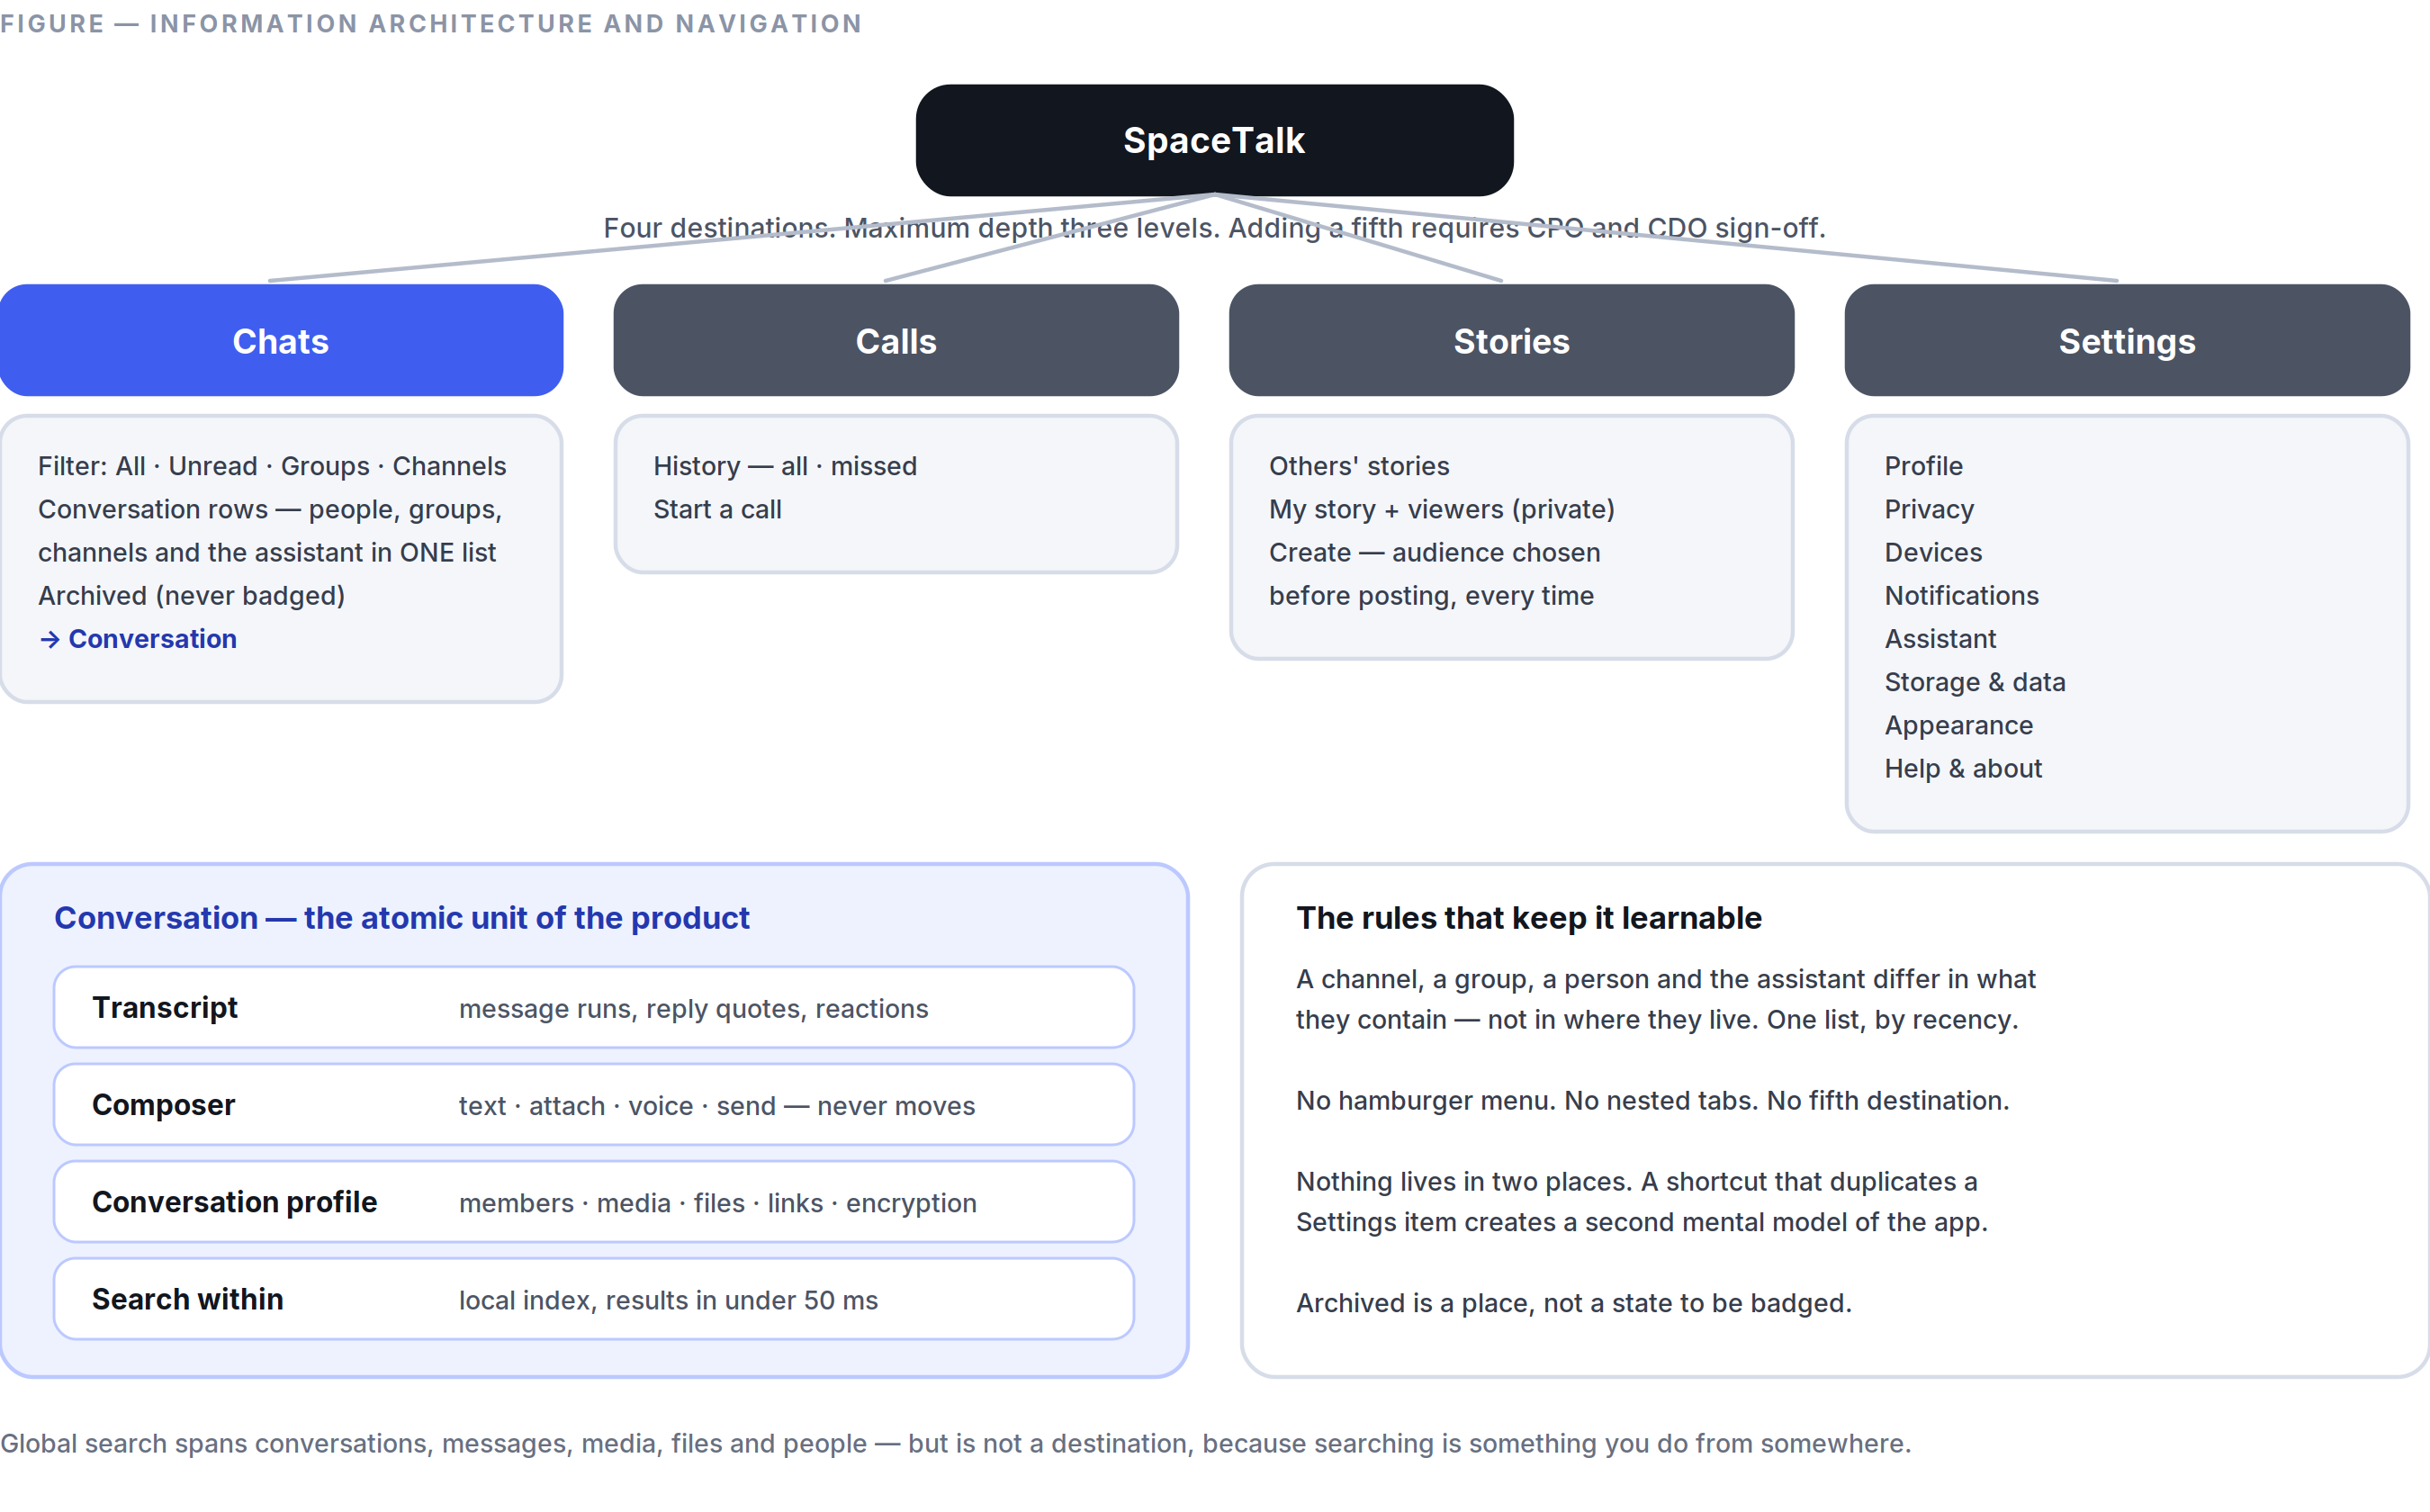 FIGURE — INFORMATION ARCHITECTURE AND NAVIGATION
SpaceTalk
Four destinations. Maximum depth three levels. Adding a fifth requires CPO and CDO sign-off.
Chats
Filter: All · Unread · Groups · Channels
Conversation rows — people, groups,
channels and the assistant in ONE list
Archived (never badged)
→ Conversation
Calls
History — all · missed
Start a call
Stories
Others' stories
My story + viewers (private)
Create — audience chosen
before posting, every time
Settings
Profile
Privacy
Devices
Notifications
Assistant
Storage & data
Appearance
Help & about
Conversation — the atomic unit of the product
Transcript message runs, reply quotes, reactions
Composer text · attach · voice · send — never moves
Conversation profile members · media · files · links · encryption
Search within local index, results in under 50 ms
The rules that keep it learnable
A channel, a group, a person and the assistant differ in what
they contain — not in where they live. One list, by recency.
No hamburger menu. No nested tabs. No fifth destination.
Nothing lives in two places. A shortcut that duplicates a
Settings item creates a second mental model of the app.
Archived is a place, not a state to be badged.
Global search spans conversations, messages, media, files and people — but is not a destination, because searching is something you do from somewhere.